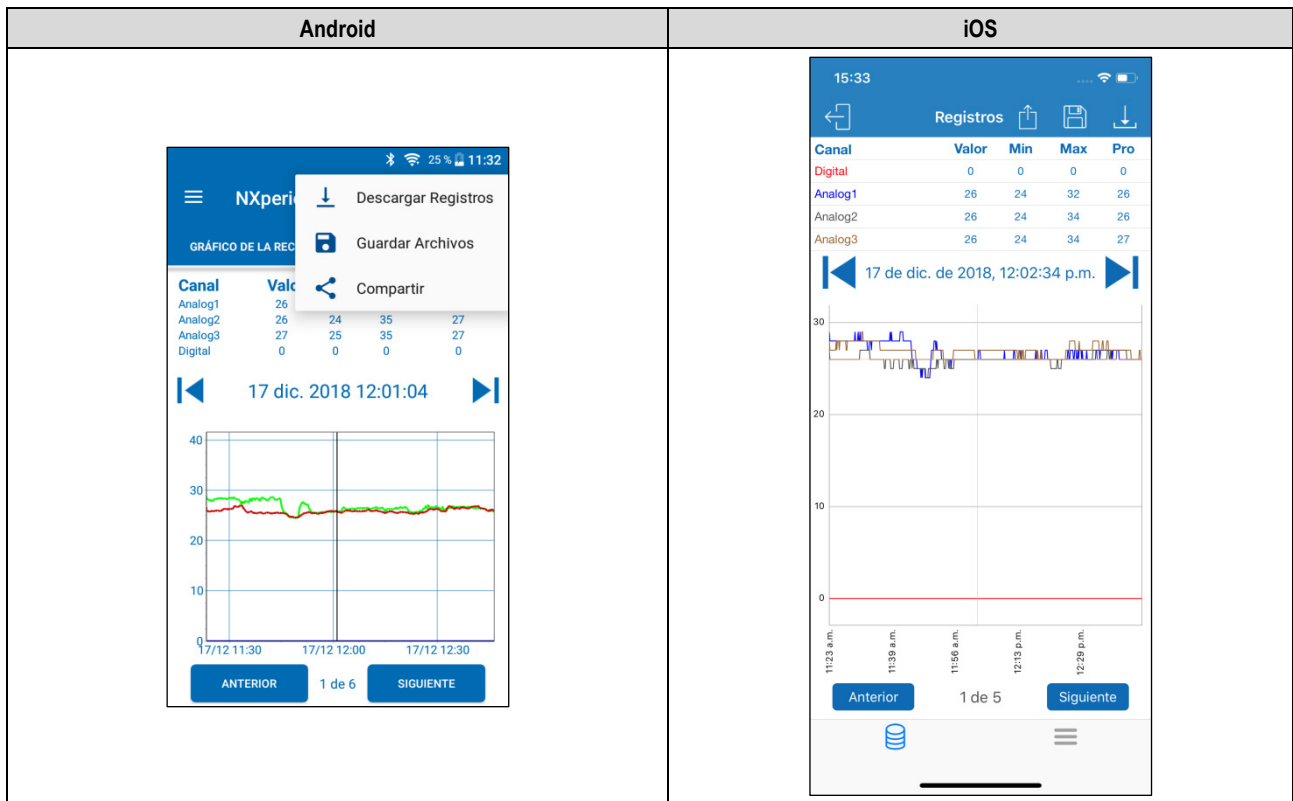 Android
iOS
25 % 11:32
NXperi
Descargar Registros
GRÁFICO DE LA REC
Guardar Archivos
Compartir
Canal Valo
Analog1 26
Analog2 26 24 35 27
Analog3 27 25 35 27
Digital 0 0 0 0
17 dic. 2018 12:01:04
40
30
20
10
0
17/12 11:30 17/12 12:00 17/12 12:30
ANTERIOR 1 de 6 SIGUIENTE
15:33
Registros
Canal Valor Min Max Pro
Digital 0 0 0 0
Analog1 26 24 32 26
Analog2 26 24 34 26
Analog3 26 24 34 27
17 de dic. de 2018, 12:02:34 p.m.
30
20
10
0
11:23 a.m. 11:39 a.m. 11:56 a.m. 12:13 p.m. 12:29 p.m.
Anterior 1 de 5 Siguiente